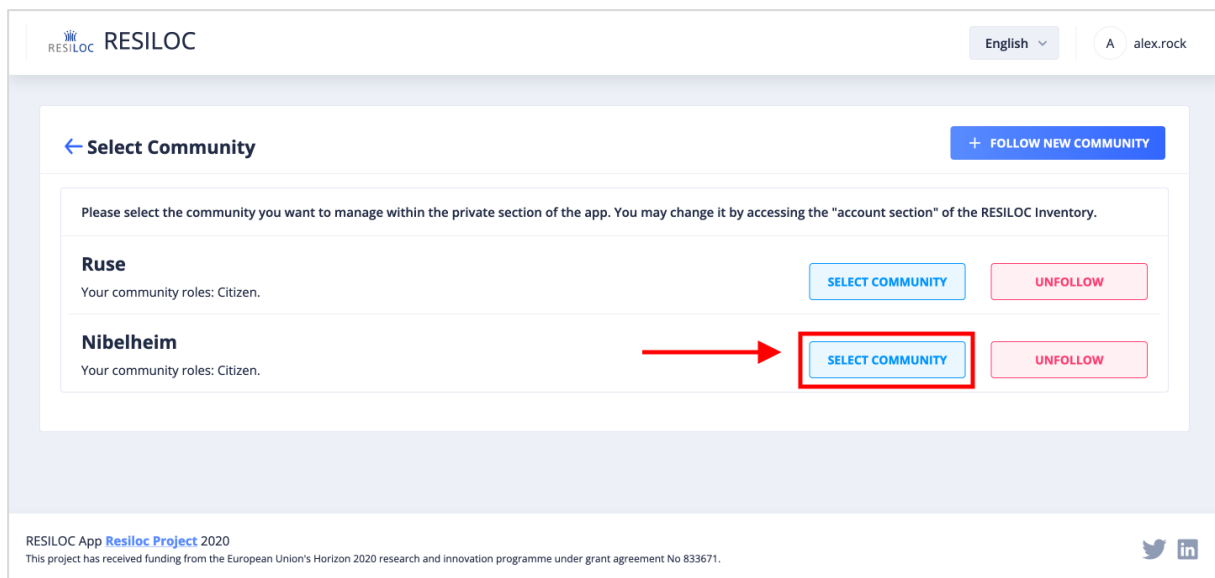 RESILOC RESILOC
English
A alex.rock
Select Community
+ FOLLOW NEW COMMUNITY
Please select the community you want to manage within the private section of the app. You may change it by accessing the "account section" of the RESILOC Inventory.
Ruse
Your community roles: Citizen.
SELECT COMMUNITY
UNFOLLOW
Nibelheim
Your community roles: Citizen.
SELECT COMMUNITY
UNFOLLOW
RESILOC App Resiloc Project 2020
This project has received funding from the European Union's Horizon 2020 research and innovation programme under grant agreement No 833671.
in